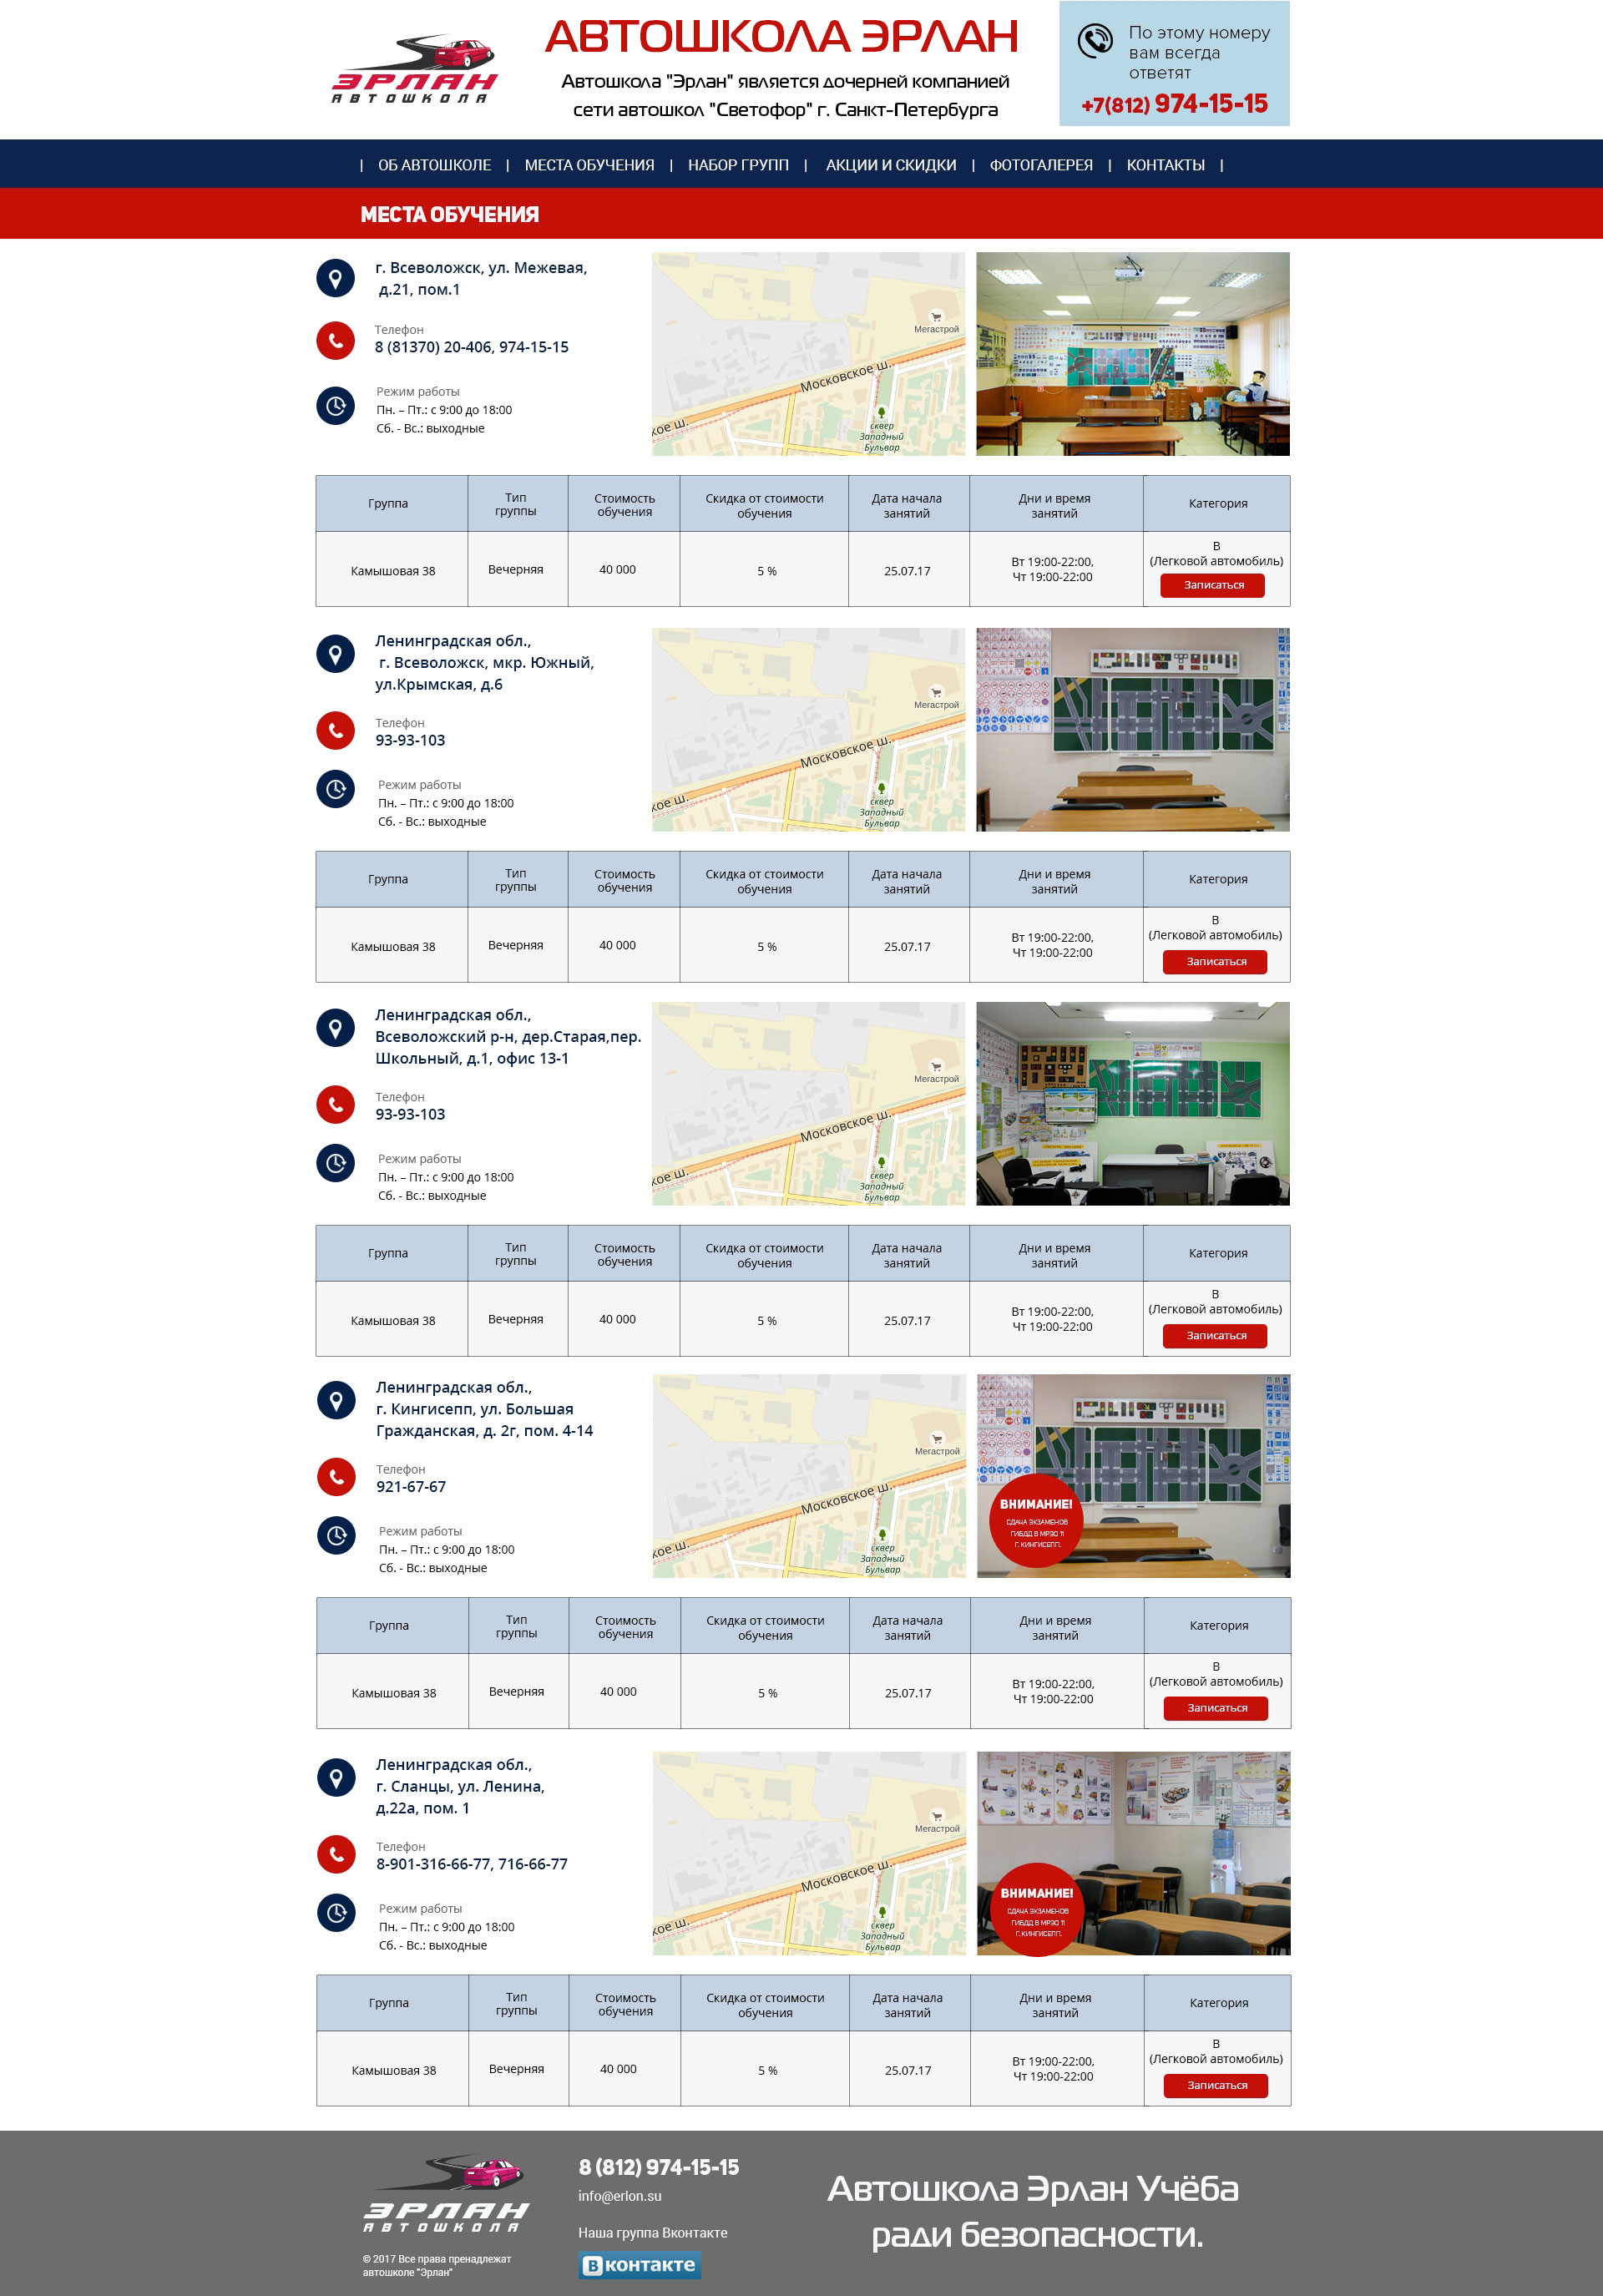 ЭРЛАН
АВТОШКОЛА
АВТОШКОЛА ЭРЛАН
Автошкола "Эрлан" является дочерней компанией
сети автошкол "Светофор" г. Санкт-Петербурга
По этому номеру
вам всегда
ответят
+7(812) 974-15-15
| ОБ АВТОШКОЛЕ | МЕСТА ОБУЧЕНИЯ | НАБОР ГРУПП | АКЦИИ И СКИДКИ | ФОТОГАЛЕРЕЯ | КОНТАКТЫ |
МЕСТА ОБУЧЕНИЯ
г. Всеволожск, ул. Межевая,
д.21, пом.1
Телефон
8 (81370) 20-406, 974-15-15
Режим работы
Пн. – Пт.: с 9:00 до 18:00
Сб. - Вс.: выходные
Мегастрой
Московское ш.
кое ш.
сквер
Западный
Бульвар
Группа
Тип
группы
Стоимость
обучения
Скидка от стоимости
обучения
Дата начала
занятий
Дни и время
занятий
Категория
Камышовая 38
Вечерняя
40 000
5 %
25.07.17
Вт 19:00-22:00,
Чт 19:00-22:00
В
(Легковой автомобиль)
Записаться
Ленинградская обл.,
г. Всеволожск, мкр. Южный,
ул.Крымская, д.6
Телефон
93-93-103
Режим работы
Пн. – Пт.: с 9:00 до 18:00
Сб. - Вс.: выходные
Мегастрой
Московское ш.
кое ш.
сквер
Западный
Бульвар
Группа
Тип
группы
Стоимость
обучения
Скидка от стоимости
обучения
Дата начала
занятий
Дни и время
занятий
Категория
Камышовая 38
Вечерняя
40 000
5 %
25.07.17
Вт 19:00-22:00,
Чт 19:00-22:00
В
(Легковой автомобиль)
Записаться
Ленинградская обл.,
Всеволожский р-н, дер.Старая,пер.
Школьный, д.1, офис 13-1
Телефон
93-93-103
Режим работы
Пн. – Пт.: с 9:00 до 18:00
Сб. - Вс.: выходные
Мегастрой
Московское ш.
кое ш.
сквер
Западный
Бульвар
Группа
Тип
группы
Стоимость
обучения
Скидка от стоимости
обучения
Дата начала
занятий
Дни и время
занятий
Категория
Камышовая 38
Вечерняя
40 000
5 %
25.07.17
Вт 19:00-22:00,
Чт 19:00-22:00
В
(Легковой автомобиль)
Записаться
Ленинградская обл.,
г. Кингисепп, ул. Большая
Гражданская, д. 2г, пом. 4-14
Телефон
921-67-67
Режим работы
Пн. – Пт.: с 9:00 до 18:00
Сб. - Вс.: выходные
Мегастрой
Московское ш.
кое ш.
сквер
Западный
Бульвар
ВНИМАНИЕ!
СДАЧА ЭКЗАМЕНОВ
ГИБДД В МРЭО 11
Г. КИНГИСЕПП.
Группа
Тип
группы
Стоимость
обучения
Скидка от стоимости
обучения
Дата начала
занятий
Дни и время
занятий
Категория
Камышовая 38
Вечерняя
40 000
5 %
25.07.17
Вт 19:00-22:00,
Чт 19:00-22:00
В
(Легковой автомобиль)
Записаться
Ленинградская обл.,
г. Сланцы, ул. Ленина,
д.22а, пом. 1
Телефон
8-901-316-66-77, 716-66-77
Режим работы
Пн. – Пт.: с 9:00 до 18:00
Сб. - Вс.: выходные
Мегастрой
Московское ш.
кое ш.
сквер
Западный
Бульвар
ВНИМАНИЕ!
СДАЧА ЭКЗАМЕНОВ
ГИБДД В МРЭО 11
Г. КИНГИСЕПП.
Группа
Тип
группы
Стоимость
обучения
Скидка от стоимости
обучения
Дата начала
занятий
Дни и время
занятий
Категория
Камышовая 38
Вечерняя
40 000
5 %
25.07.17
Вт 19:00-22:00,
Чт 19:00-22:00
В
(Легковой автомобиль)
Записаться
ЭРЛАН
АВТОШКОЛА
© 2017 Все права пренадлежат
автошколе "Эрлан"
8 (812) 974-15-15
info@erlon.su
Наша группа Вконтакте
В контакте
Автошкола Эрлан Учёба
ради безопасности.